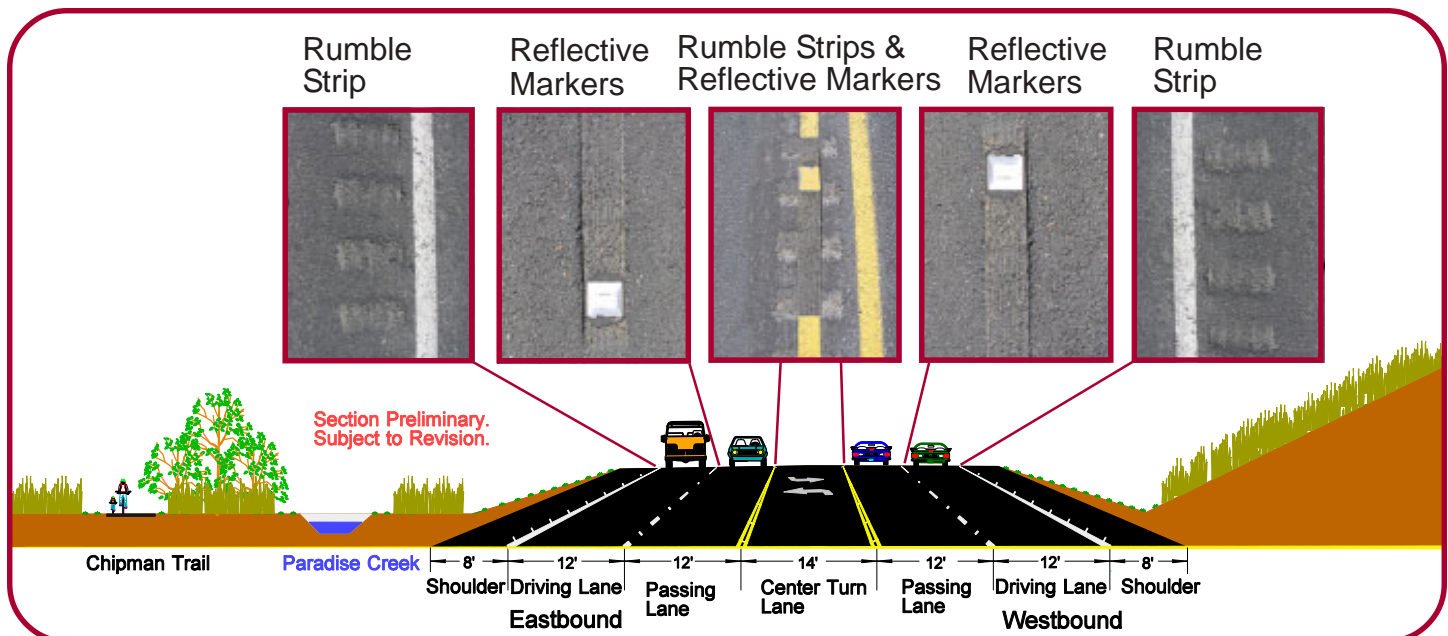 Rumble
Strip
Reflective
Markers
Rumble Strips &
Reflective Markers
Reflective
Markers
Rumble
Strip
Section Preliminary.
Subject to Revision.
Chipman Trail
Paradise Creek
8'
12'
12'
14'
12'
12'
8'
Shoulder
Driving Lane
Passing
Lane
Center Turn
Lane
Passing
Lane
Driving Lane
Shoulder
Eastbound
Westbound